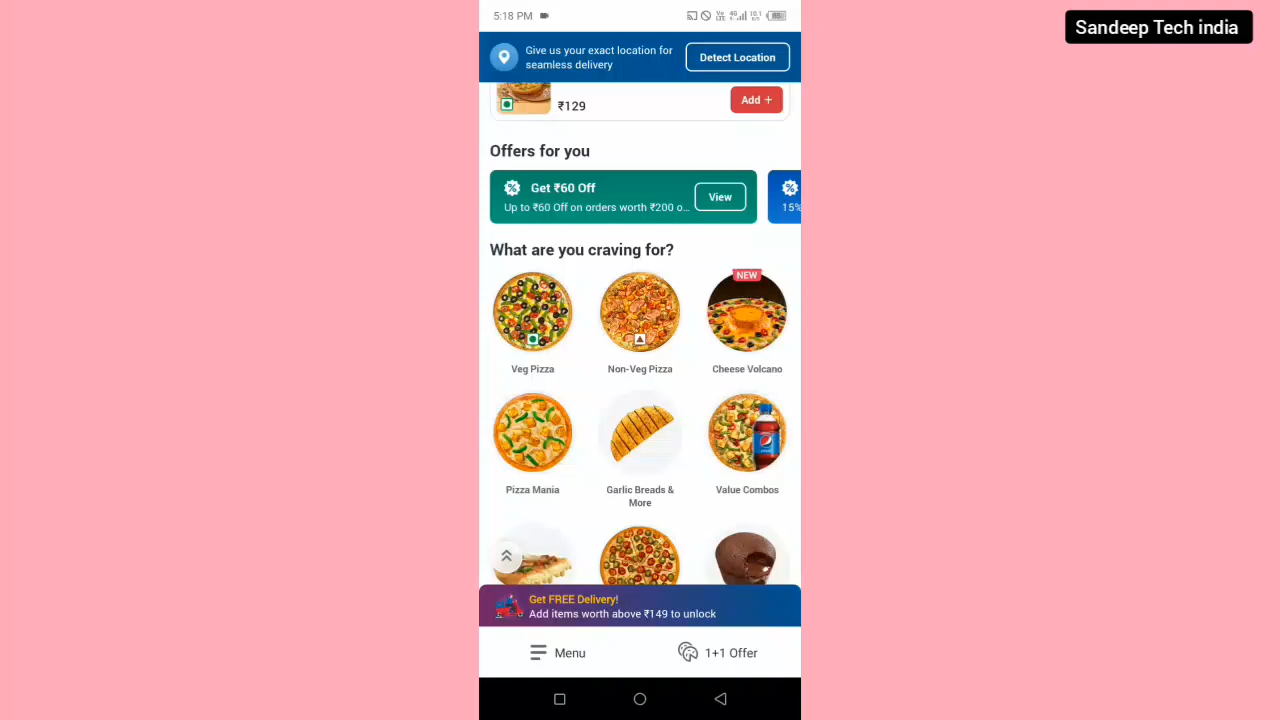 5:18 PM
Sandeep Tech india
Give us your exact location for
seamless delivery
Detect Location
₹129
Add +
Offers for you
Get ₹60 Off
Up to ₹60 Off on orders worth ₹200 o...
View
15%
What are you craving for?
NEW
Veg Pizza
Non-Veg Pizza
Cheese Volcano
Pizza Mania
Garlic Breads &
More
Value Combos
Get FREE Delivery!
Add items worth above ₹149 to unlock
Menu
1+1 Offer